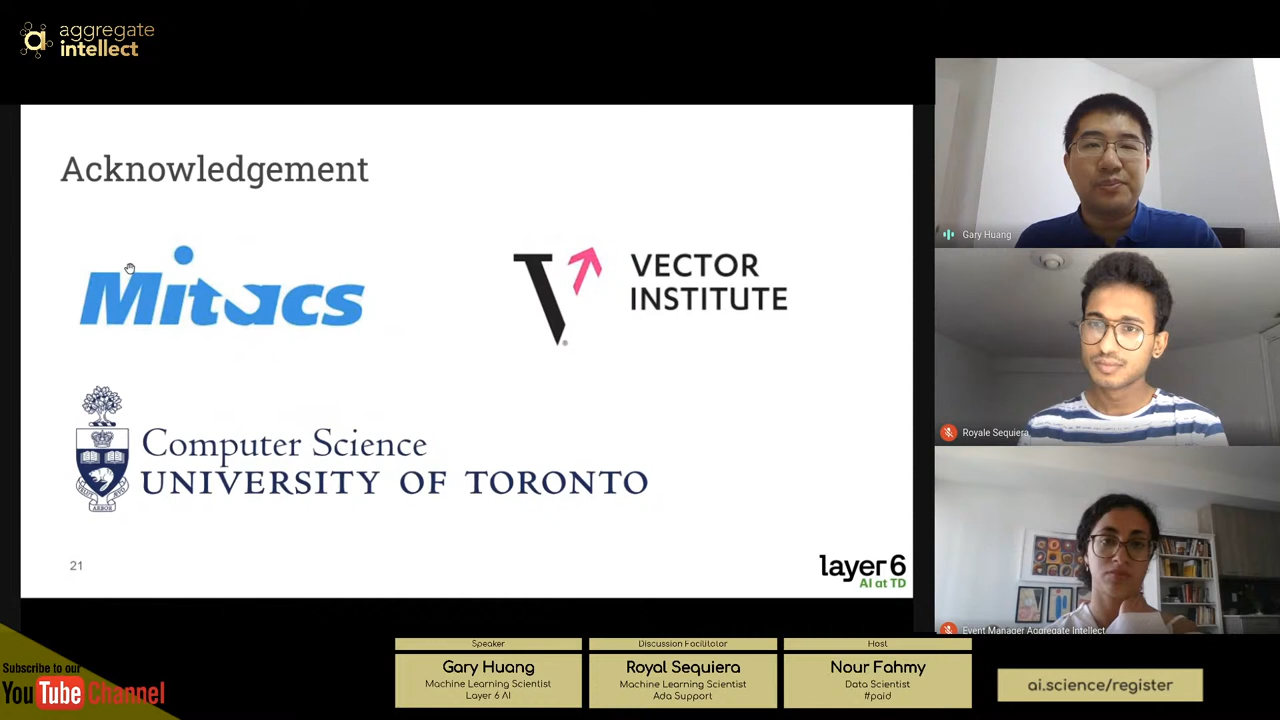 aggregate
intellect
Acknowledgement
Mitacs
VECTOR
INSTITUTE
Computer Science
UNIVERSITY OF TORONTO
21
layer 6
AI at TD
Gary Huang
Royale Sequiera
Event Manager Aggregate Intellect
Subscribe to our
YouTube Channel
Speaker
Gary Huang
Machine Learning Scientist
Layer 6 AI
Discussion Facilitator
Royal Sequiera
Machine Learning Scientist
Ada Support
Host
Nour Fahmy
Data Scientist
#paid
ai.science/register